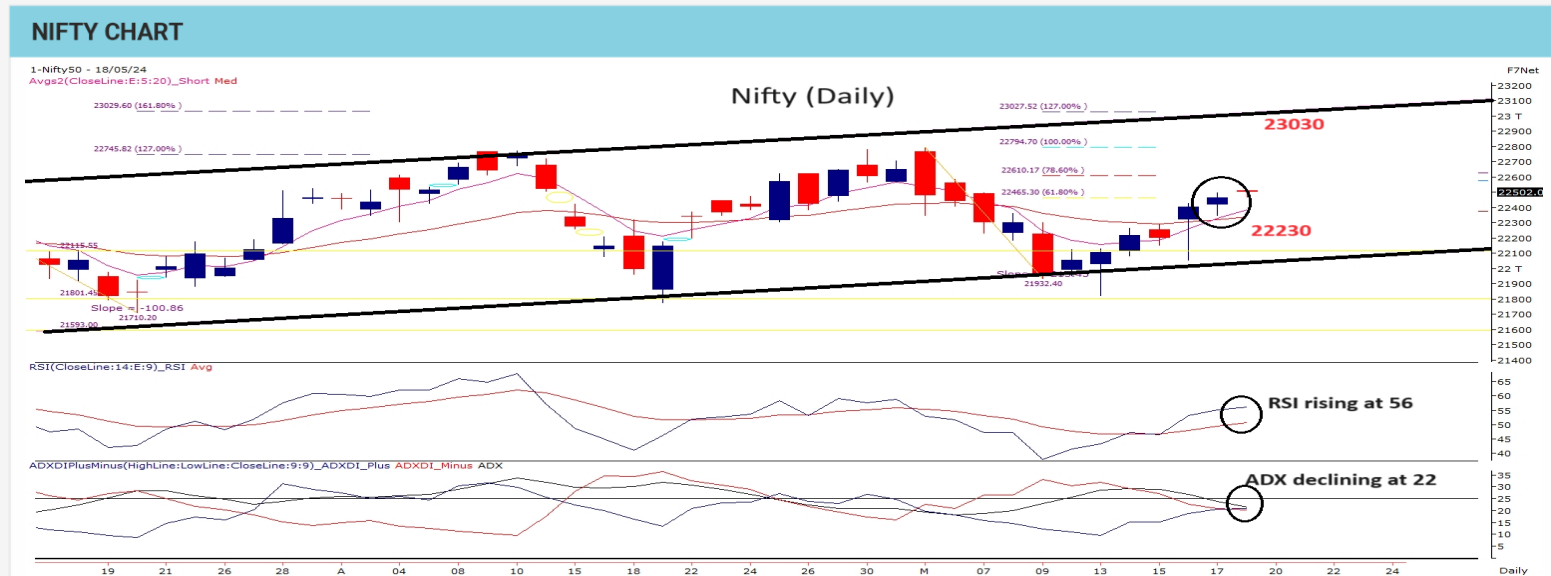 NIFTY CHART
1-Nifty50 - 18/05/24
F7Net
Avgs2(CloseLine:E:5:20)_Short Med
Nifty (Daily)
23029.60 (161.80% )
23027.52 (127.00% )
23030
22745.82 (127.00% )
22794.70 (100.00% )
22610.17 (78.60% )
22465.30 (61.80% )
22230
22115.55
21801.45
Slope = -100.86
21710.20
21593.00
21932.40
23200
23100
23 T
22900
22800
22700
22600
22502.0
22400
22300
22200
22100
22 T
21900
21800
21700
21600
21500
21400
RSI(CloseLine:14:E:9)_RSI Avg
RSI rising at 56
65
60
55
50
45
40
ADXDIPlusMinus(HighLine:LowLine:CloseLine:9:9)_ADXDI_Plus ADXDI_Minus ADX
ADX declining at 22
35
30
25
20
15
10
5
19 21 26 28 A 04 08 10 15 18 22 24 26 30 M 07 09 13 15 17 20 22 24 Daily